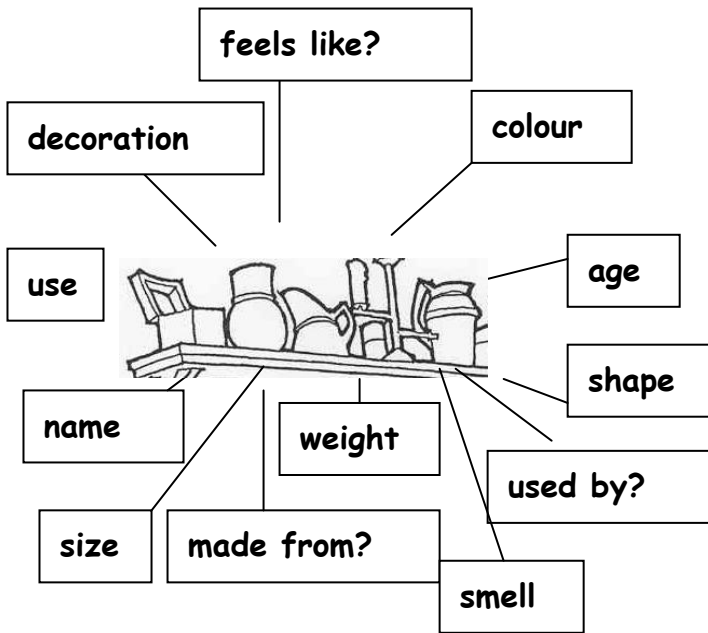 feels like?
decoration
colour
use
age
shape
name
weight
used by?
size
made from?
smell